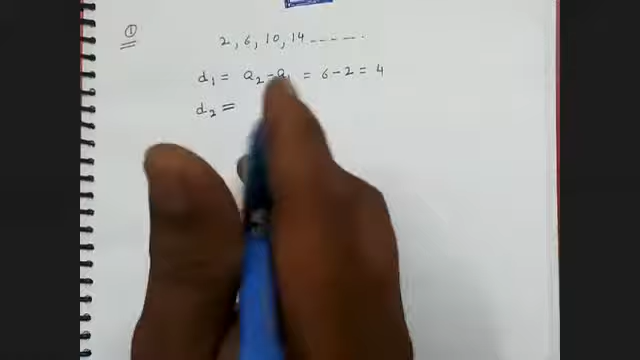 ①
2, 6, 10, 14 -----.
d₁ = a₂ - a₁ = 6 - 2 = 4
d₂ =